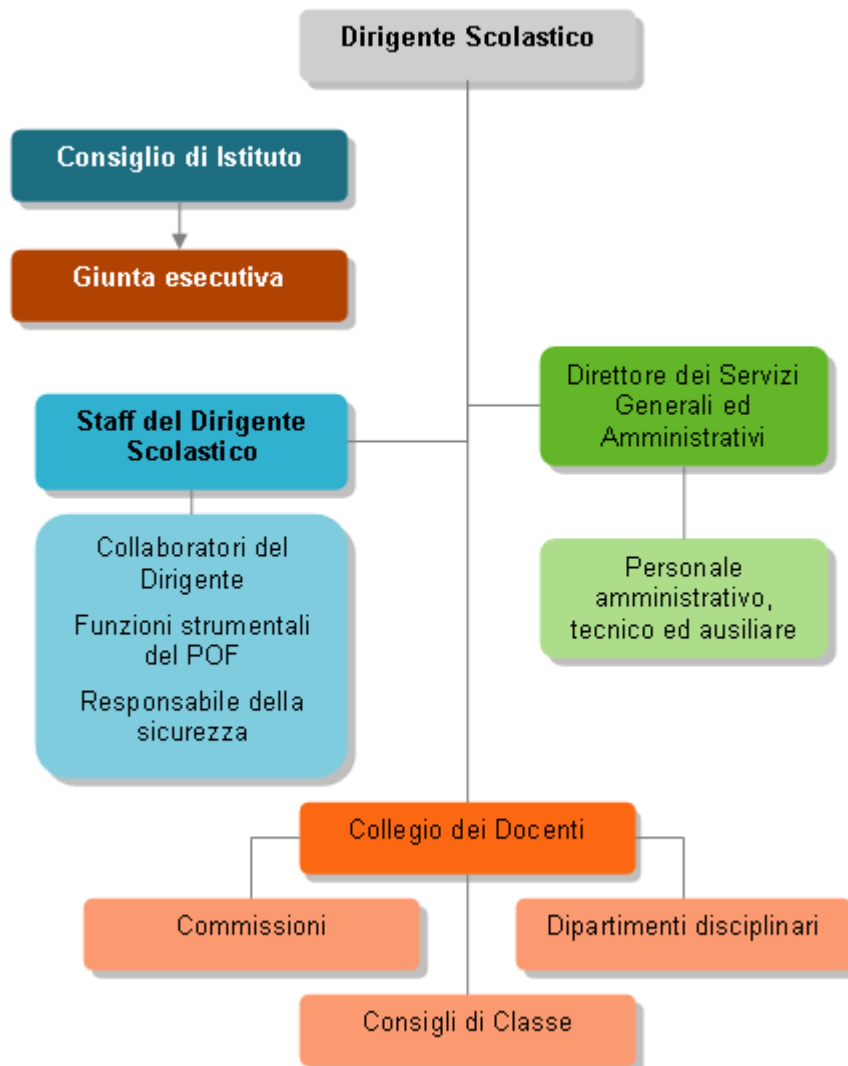 Dirigente Scolastico
Consiglio di Istituto
Giunta esecutiva
Direttore dei Servizi
Generali ed
Amministrativi
Staff del Dirigente
Scolastico
Collaboratori del
Dirigente
Funzioni strumentali
del POF
Responsabile della
sicurezza
Personale
amministrativo,
tecnico ed ausiliare
Collegio dei Docenti
Commissioni
Dipartimenti disciplinari
Consigli di Classe